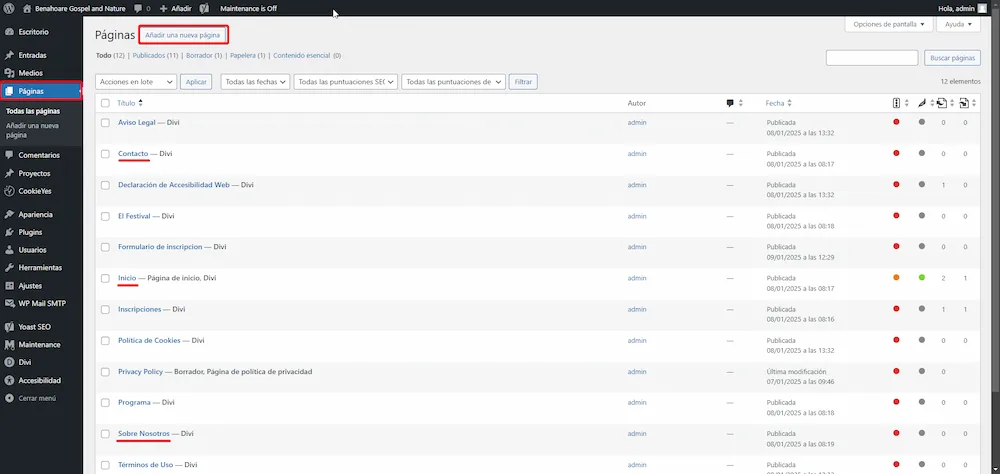 Benahoare Gospel and Nature 0 Añadir Maintenance is Off Hola, admin
Escritorio
Entradas
Medios
Páginas
Todas las páginas
Añadir una nueva página
Comentarios
Proyectos
CookieYes
Apariencia
Plugins
Usuarios
Herramientas
Ajustes
WP Mail SMTP
Yoast SEO
Maintenance
Divi
Accesibilidad
Cerrar menú
Opciones de pantalla Ayuda
Páginas Añadir una nueva página
Todo (12) | Publicados (11) | Borrador (1) | Papelera (1) | Contenido esencial (0)
Buscar páginas
Acciones en lote Aplicar Todas las fechas Todas las puntuaciones SEO Todas las puntuaciones de Filtrar
12 elementos
Título Autor Fecha
Aviso Legal — Divi admin — Publicada 0 0
08/01/2025 a las 13:32
Contacto — Divi admin — Publicada 0 0
08/01/2025 a las 08:17
Declaración de Accesibilidad Web — Divi admin — Publicada 1 0
08/01/2025 a las 13:32
El Festival — Divi admin — Publicada 0 0
08/01/2025 a las 08:18
Formulario de inscripcion — Divi admin — Publicada 0 0
09/01/2025 a las 12:29
Inicio — Página de inicio, Divi admin — Publicada 2 1
08/01/2025 a las 08:17
Inscripciones — Divi admin — Publicada 1 1
08/01/2025 a las 08:16
Política de Cookies — Divi admin — Publicada 0 0
08/01/2025 a las 13:32
Privacy Policy — Borrador, Página de política de privacidad admin — Última modificación 0
07/01/2025 a las 09:46
Programa — Divi admin — Publicada 0 0
08/01/2025 a las 08:18
Sobre Nosotros — Divi admin — Publicada 0 0
08/01/2025 a las 08:19
Términos de Uso — Divi admin — Publicada 0 0